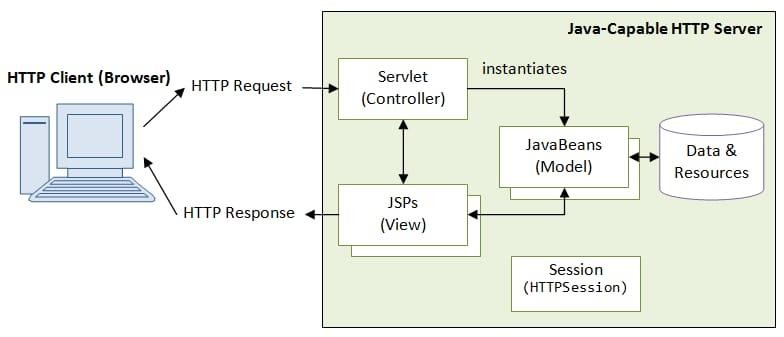 Java-Capable HTTP Server
HTTP Client (Browser)
HTTP Request
Servlet
(Controller)
instantiates
JavaBeans
(Model)
Data &
Resources
HTTP Response
JSPs
(View)
Session
(HTTPSession)